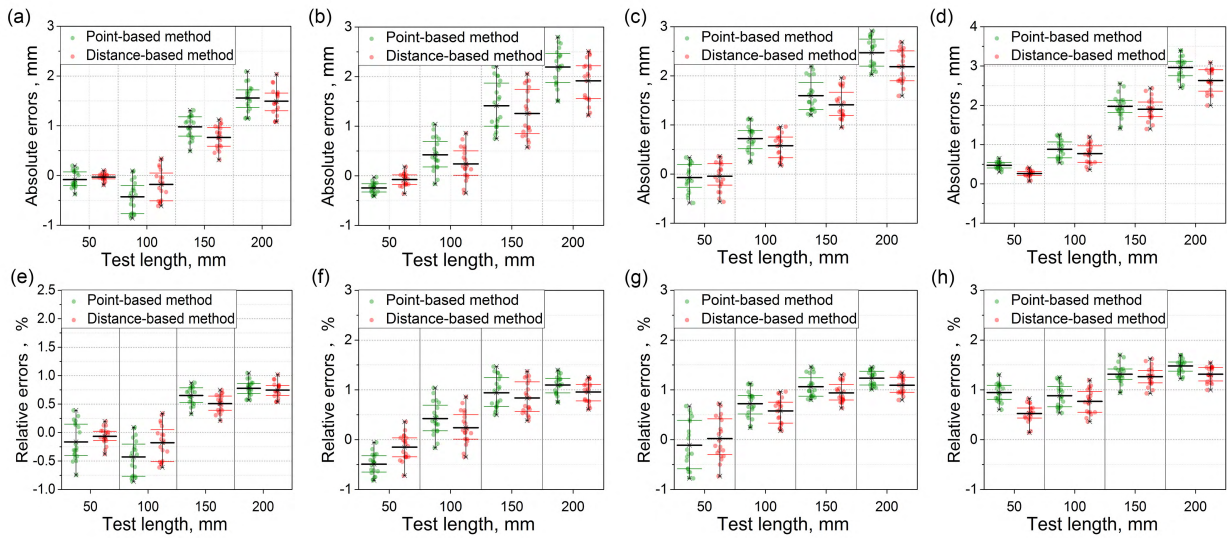 (a)
Absolute errors , mm
3
2
1
0
-1
Point-based method
Distance-based method
50 100 150 200
Test length, mm
(b)
Absolute errors , mm
3
2
1
0
-1
Point-based method
Distance-based method
50 100 150 200
Test length, mm
(c)
Absolute errors , mm
3
2
1
0
-1
Point-based method
Distance-based method
50 100 150 200
Test length, mm
(d)
Absolute errors , mm
4
3
2
1
0
-1
Point-based method
Distance-based method
50 100 150 200
Test length, mm
(e)
Relative errors , %
2.5
2.0
1.5
1.0
0.5
0.0
-0.5
-1.0
Point-based method
Distance-based method
50 100 150 200
Test length, mm
(f)
Relative errors , %
3
2
1
0
-1
Point-based method
Distance-based method
50 100 150 200
Test length, mm
(g)
Relative errors , %
3
2
1
0
-1
Point-based method
Distance-based method
50 100 150 200
Test length, mm
(h)
Relative errors , %
3
2
1
0
-1
Point-based method
Distance-based method
50 100 150 200
Test length, mm